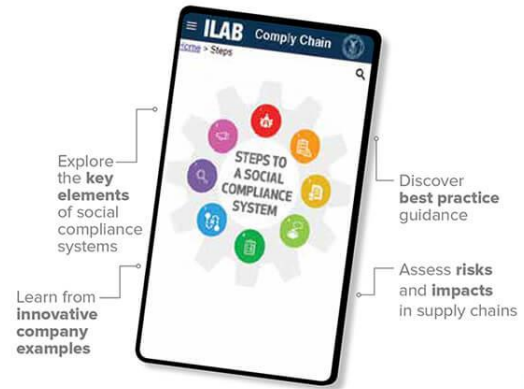 ILAB Comply Chain
Home > Steps
STEPS TO
A SOCIAL
COMPLIANCE
SYSTEM
Explore
the key
elements
of social
compliance
systems
Learn from
innovative
company
examples
Discover
best practice
guidance
Assess risks
and impacts
in supply chains